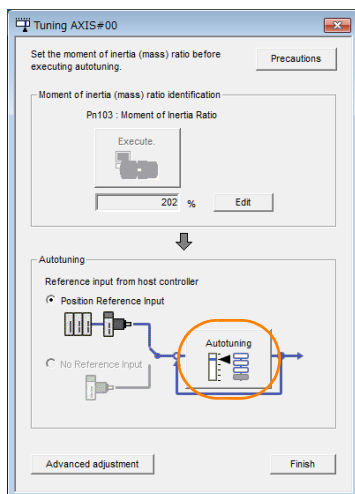 Tuning AXIS#00
Set the moment of inertia (mass) ratio before
executing autotuning.
Precautions
Moment of inertia (mass) ratio identification
Pn103 : Moment of Inertia Ratio
Execute.
202 %
Edit
Autotuning
Reference input from host controller
Position Reference Input
No Reference Input
Autotuning
Advanced adjustment
Finish